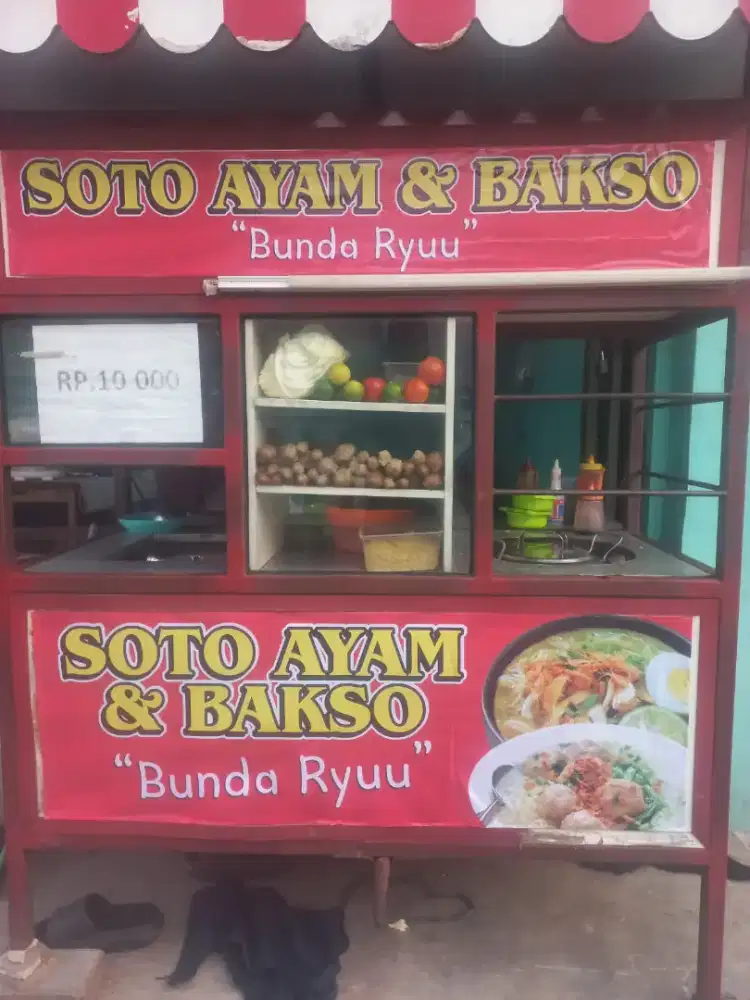 SOTO AYAM & BAKSO
"Bunda Ryuu"
RP.10 000
SOTO AYAM
& BAKSO
"Bunda Ryuu"